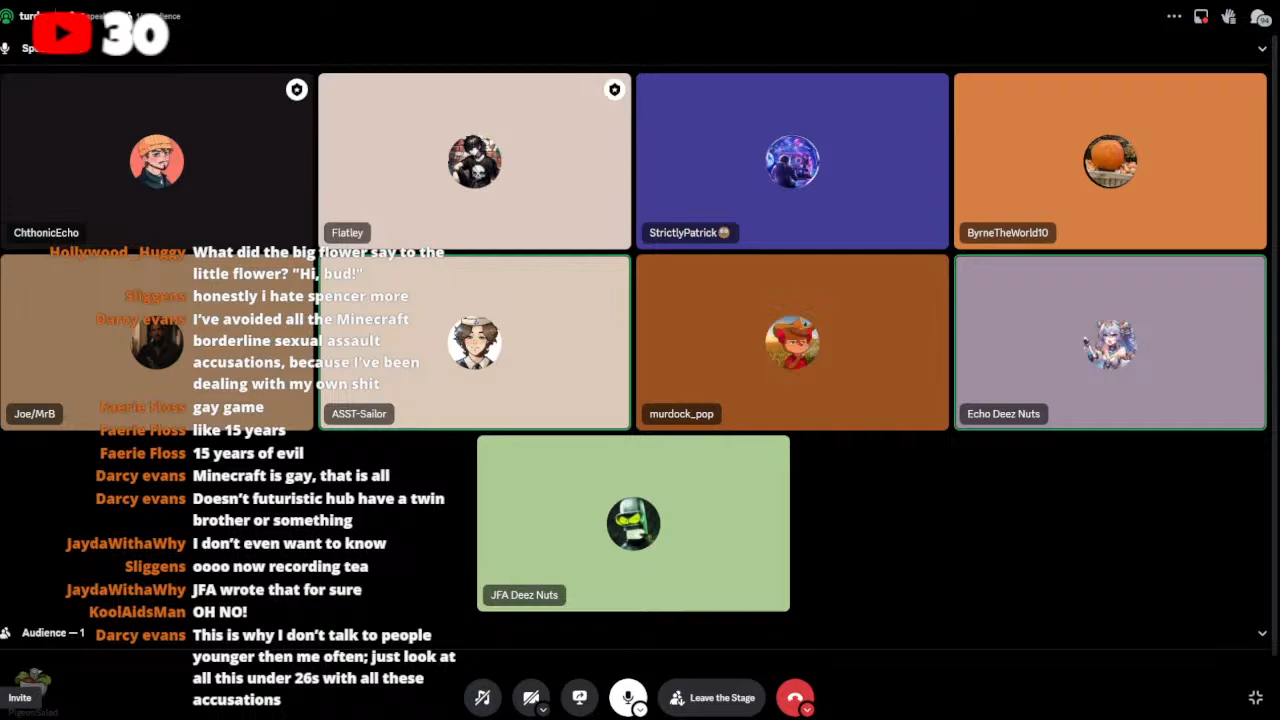 30
94
ChthonicEcho
Flatley
StrictlyPatrick
ByrneTheWorld10
Hollywood_Huggy What did the big flower say to the
little flower? "Hi, bud!"
Sliggens honestly i hate spencer more
Darcy evans I've avoided all the Minecraft
borderline sexual assault
accusations, because I've been
dealing with my own shit
Joe/MrB
ASST-Sailor
murdock_pop
Echo Deez Nuts
Faerie Floss gay game
Faerie Floss like 15 years
Faerie Floss 15 years of evil
Darcy evans Minecraft is gay, that is all
Darcy evans Doesn't futuristic hub have a twin
brother or something
JaydaWithaWhy I don't even want to know
Sliggens oooo now recording tea
JaydaWithaWhy JFA wrote that for sure
JFA Deez Nuts
KoolAidsMan OH NO!
Audience — 1
Darcy evans This is why I don't talk to people
younger then me often; just look at
all this under 26s with all these
accusations
Invite
Leave the Stage